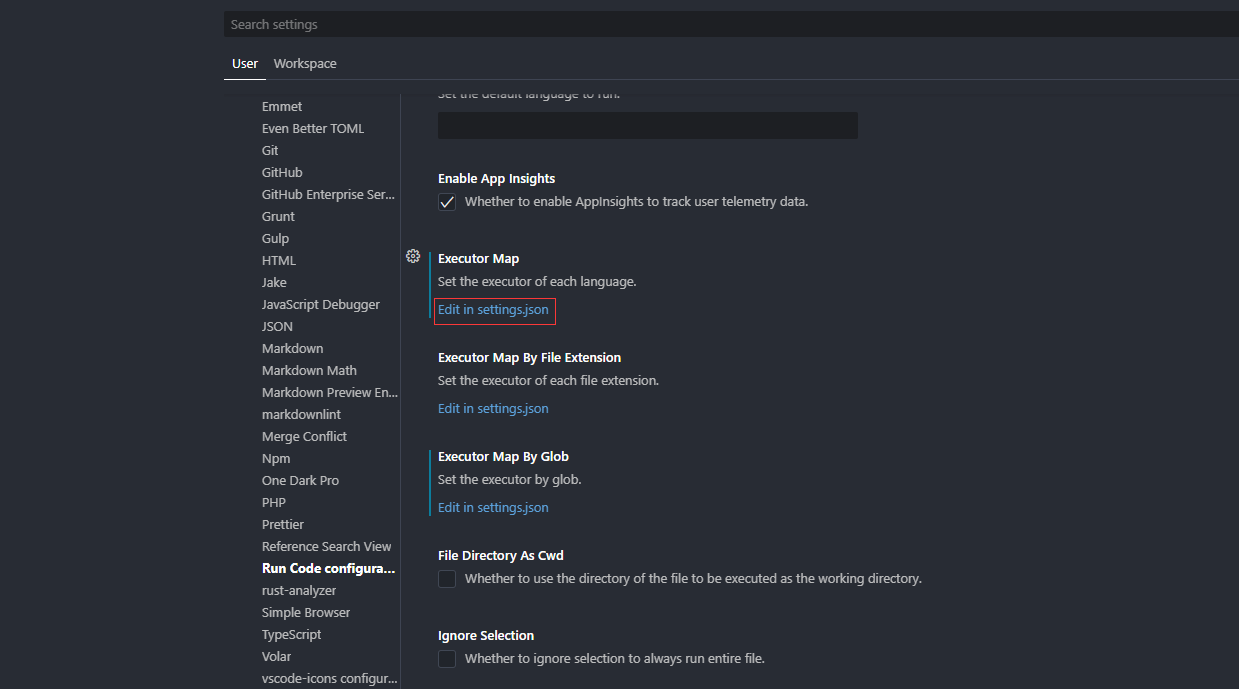 Search settings
User
Workspace
Emmet
Even Better TOML
Git
GitHub
GitHub Enterprise Ser...
Grunt
Gulp
HTML
Jake
JavaScript Debugger
JSON
Markdown
Markdown Math
Markdown Preview En...
markdownlint
Merge Conflict
Npm
One Dark Pro
PHP
Prettier
Reference Search View
Run Code configura...
rust-analyzer
Simple Browser
TypeScript
Volar
vscode-icons configur...
Set the default language to run.
Enable App Insights
Whether to enable AppInsights to track user telemetry data.
Executor Map
Set the executor of each language.
Edit in settings.json
Executor Map By File Extension
Set the executor of each file extension.
Edit in settings.json
Executor Map By Glob
Set the executor by glob.
Edit in settings.json
File Directory As Cwd
Whether to use the directory of the file to be executed as the working directory.
Ignore Selection
Whether to ignore selection to always run entire file.